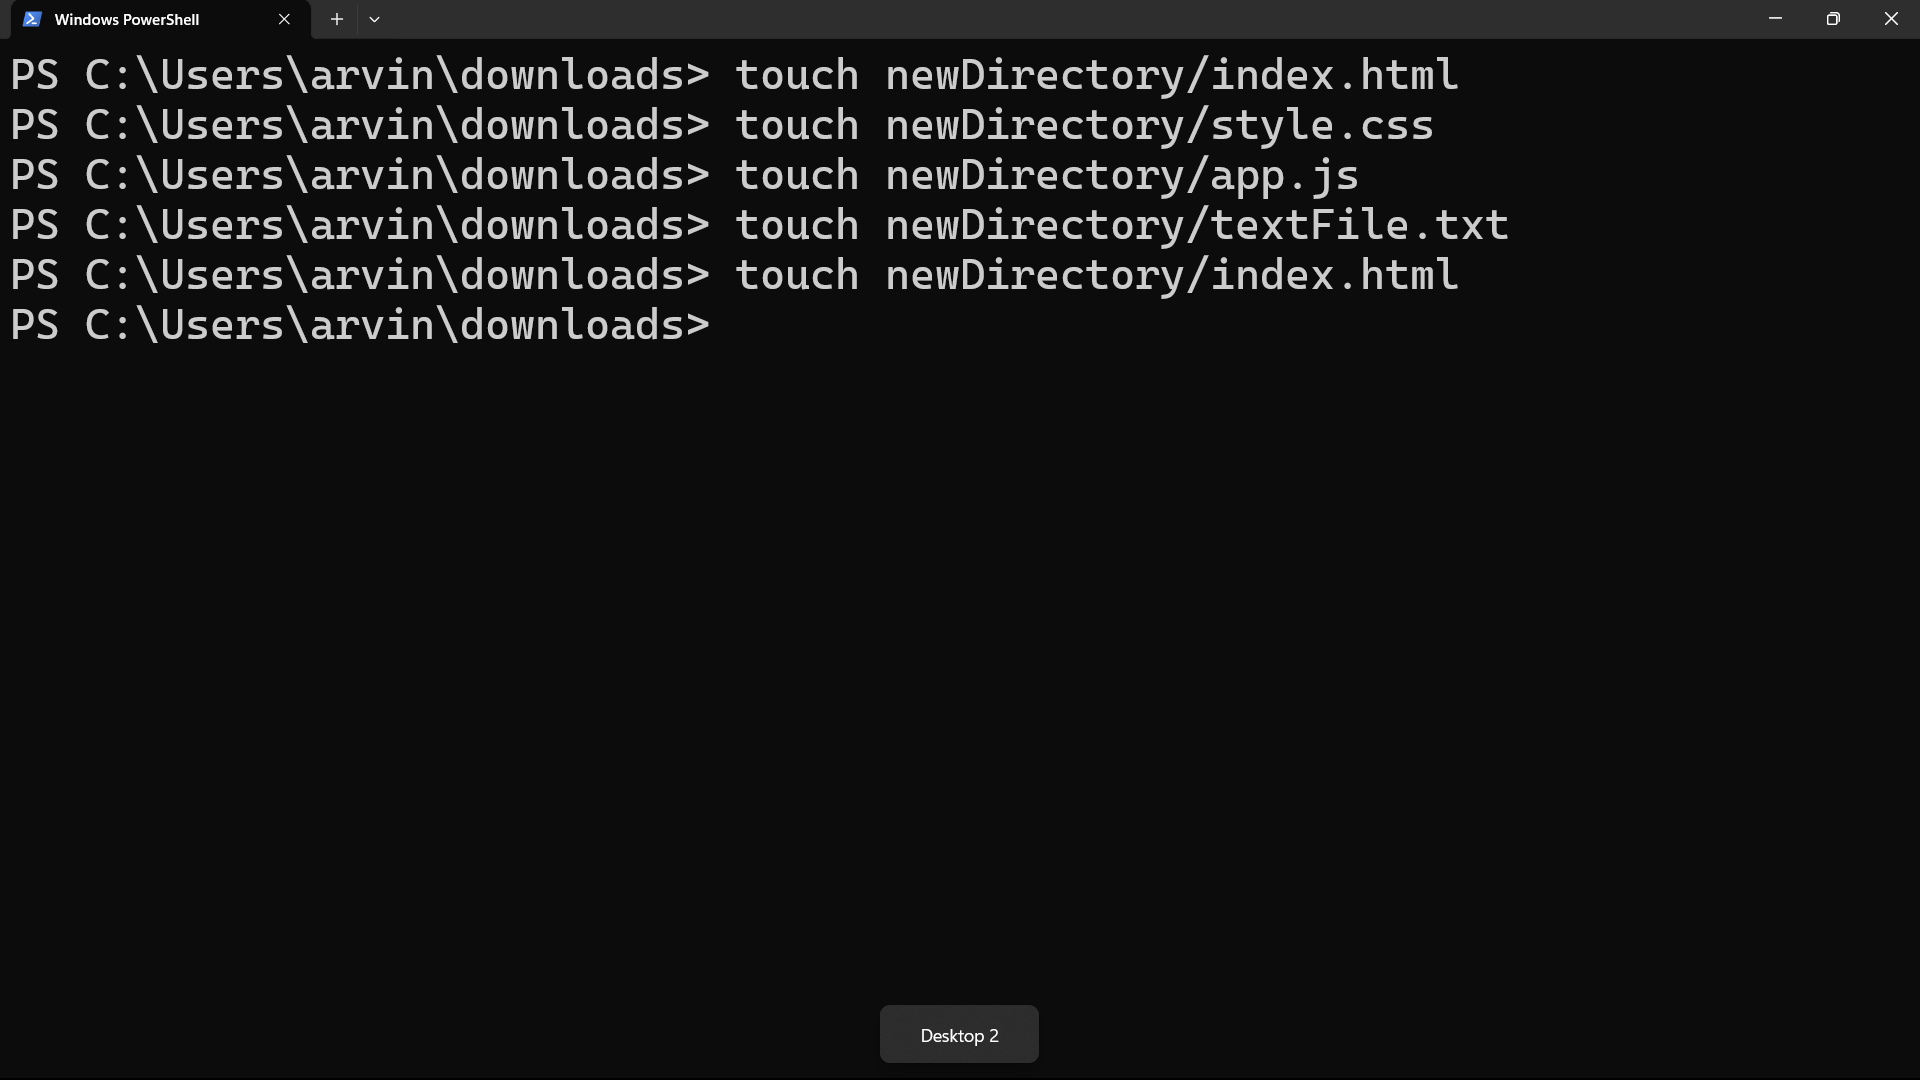 Windows PowerShell
PS C:\Users\arvin\downloads> touch newDirectory/index.html
PS C:\Users\arvin\downloads> touch newDirectory/style.css
PS C:\Users\arvin\downloads> touch newDirectory/app.js
PS C:\Users\arvin\downloads> touch newDirectory/textFile.txt
PS C:\Users\arvin\downloads> touch newDirectory/index.html
PS C:\Users\arvin\downloads>
Desktop 2